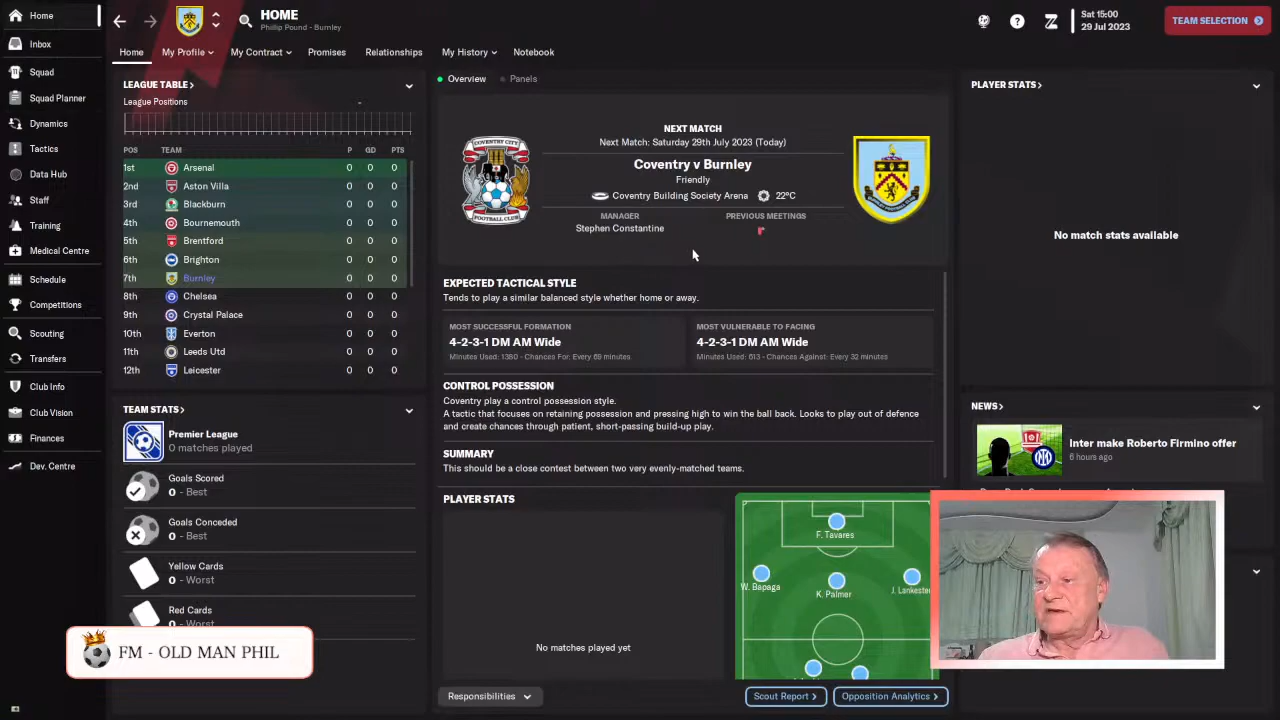 Home
Inbox
Squad
Squad Planner
Dynamics
Tactics
Data Hub
Staff
Training
Medical Centre
Schedule
Competitions
Scouting
Transfers
Club Info
Club Vision
Finances
Dev. Centre
HOME
Phillip Pound - Burnley
Sat 15:00
29 Jul 2023
TEAM SELECTION
Home
My Profile
My Contract
Promises
Relationships
My History
Notebook
LEAGUE TABLE
League Positions
-
POS TEAM P GD PTS
1st Arsenal 0 0 0
2nd Aston Villa 0 0 0
3rd Blackburn 0 0 0
4th Bournemouth 0 0 0
5th Brentford 0 0 0
6th Brighton 0 0 0
7th Burnley 0 0 0
8th Chelsea 0 0 0
9th Crystal Palace 0 0 0
10th Everton 0 0 0
11th Leeds Utd 0 0 0
12th Leicester 0 0 0
TEAM STATS
Premier League
0 matches played
Goals Scored
0 - Best
Goals Conceded
0 - Best
Yellow Cards
0 - Worst
Red Cards
0 - Worst
FM - OLD MAN PHIL
Overview Panels
NEXT MATCH
Next Match: Saturday 29th July 2023 (Today)
Coventry v Burnley
Friendly
Coventry Building Society Arena 22°C
MANAGER
Stephen Constantine
PREVIOUS MEETINGS
COVENTRY CITY
FOOTBALL CLUB
EXPECTED TACTICAL STYLE
Tends to play a similar balanced style whether home or away.
MOST SUCCESSFUL FORMATION
4-2-3-1 DM AM Wide
Minutes Used: 1380 - Chances For: Every 69 minutes
MOST VULNERABLE TO FACING
4-2-3-1 DM AM Wide
Minutes Used: 613 - Chances Against: Every 32 minutes
CONTROL POSSESSION
Coventry play a control possession style.
A tactic that focuses on retaining possession and pressing high to win the ball back. Looks to play out of defence
and create chances through patient, short-passing build-up play.
SUMMARY
This should be a close contest between two very evenly-matched teams.
PLAYER STATS
No matches played yet
F. Tavares
W. Bapaga
K. Palmer
J. Lankester
Responsibilities
Scout Report
Opposition Analytics
PLAYER STATS
No match stats available
NEWS
Inter make Roberto Firmino offer
6 hours ago